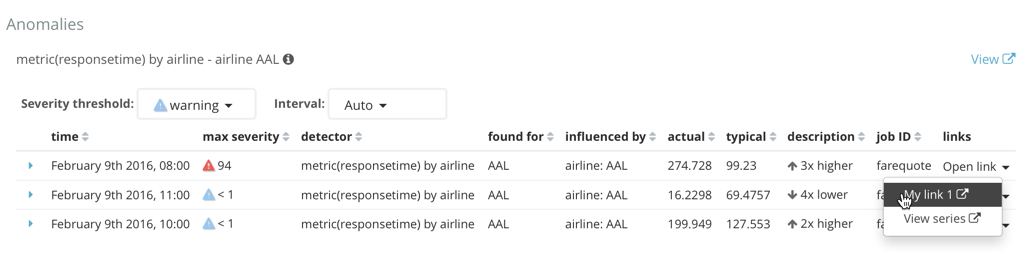 Anomalies
metric(responsetime) by airline - airline AAL View
Severity threshold: warning Interval: Auto
time max severity detector found for influenced by actual typical description job ID links
February 9th 2016, 08:00 94 metric(responsetime) by airline AAL airline: AAL 274.728 99.23 3x higher farequote Open link
February 9th 2016, 11:00 < 1 metric(responsetime) by airline AAL airline: AAL 16.2298 69.4757 4x lower My link 1
February 9th 2016, 10:00 < 1 metric(responsetime) by airline AAL airline: AAL 199.949 127.553 2x higher View series